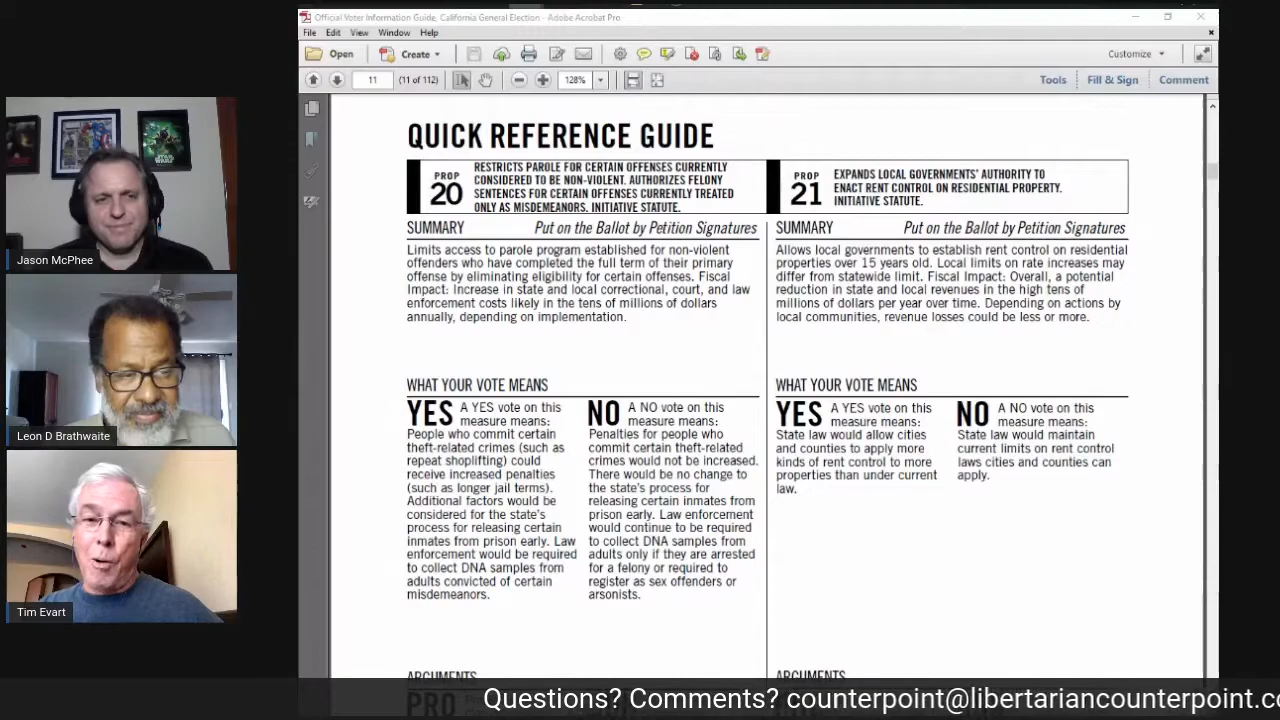 Official Voter Information Guide, California General Election - Adobe Acrobat Pro
File Edit View Window Help
Open Create Customize
11 (11 of 112) 128% Tools Fill & Sign Comment
QUICK REFERENCE GUIDE
PROP
20
RESTRICTS PAROLE FOR CERTAIN OFFENSES CURRENTLY
CONSIDERED TO BE NON-VIOLENT. AUTHORIZES FELONY
SENTENCES FOR CERTAIN OFFENSES CURRENTLY TREATED
ONLY AS MISDEMEANORS. INITIATIVE STATUTE.
SUMMARY Put on the Ballot by Petition Signatures
Limits access to parole program established for non-violent
offenders who have completed the full term of their primary
offense by eliminating eligibility for certain offenses. Fiscal
Impact: Increase in state and local correctional, court, and law
enforcement costs likely in the tens of millions of dollars
annually, depending on implementation.
WHAT YOUR VOTE MEANS
YES A YES vote on this
measure means:
People who commit certain
theft-related crimes (such as
repeat shoplifting) could
receive increased penalties
(such as longer jail terms).
Additional factors would be
considered for the state's
process for releasing certain
inmates from prison early. Law
enforcement would be required
to collect DNA samples from
adults convicted of certain
misdemeanors.
NO A NO vote on this
measure means:
Penalties for people who
commit certain theft-related
crimes would not be increased.
There would be no change to
the state's process for
releasing certain inmates from
prison early. Law enforcement
would continue to be required
to collect DNA samples from
adults only if they are arrested
for a felony or required to
register as sex offenders or
arsonists.
ARGUMENTS
PRO
PROP
21
EXPANDS LOCAL GOVERNMENTS' AUTHORITY TO
ENACT RENT CONTROL ON RESIDENTIAL PROPERTY.
INITIATIVE STATUTE.
SUMMARY Put on the Ballot by Petition Signatures
Allows local governments to establish rent control on residential
properties over 15 years old. Local limits on rate increases may
differ from statewide limit. Fiscal Impact: Overall, a potential
reduction in state and local revenues in the high tens of
millions of dollars per year over time. Depending on actions by
local communities, revenue losses could be less or more.
WHAT YOUR VOTE MEANS
YES A YES vote on this
measure means:
State law would allow cities
and counties to apply more
kinds of rent control to more
properties than under current
law.
NO A NO vote on this
measure means:
State law would maintain
current limits on rent control
laws cities and counties can
apply.
ARGUMENTS
STAR
WARS
Jason McPhee
Leon D Brathwaite
Tim Evart
Questions? Comments? counterpoint@libertariancounterpoint.c